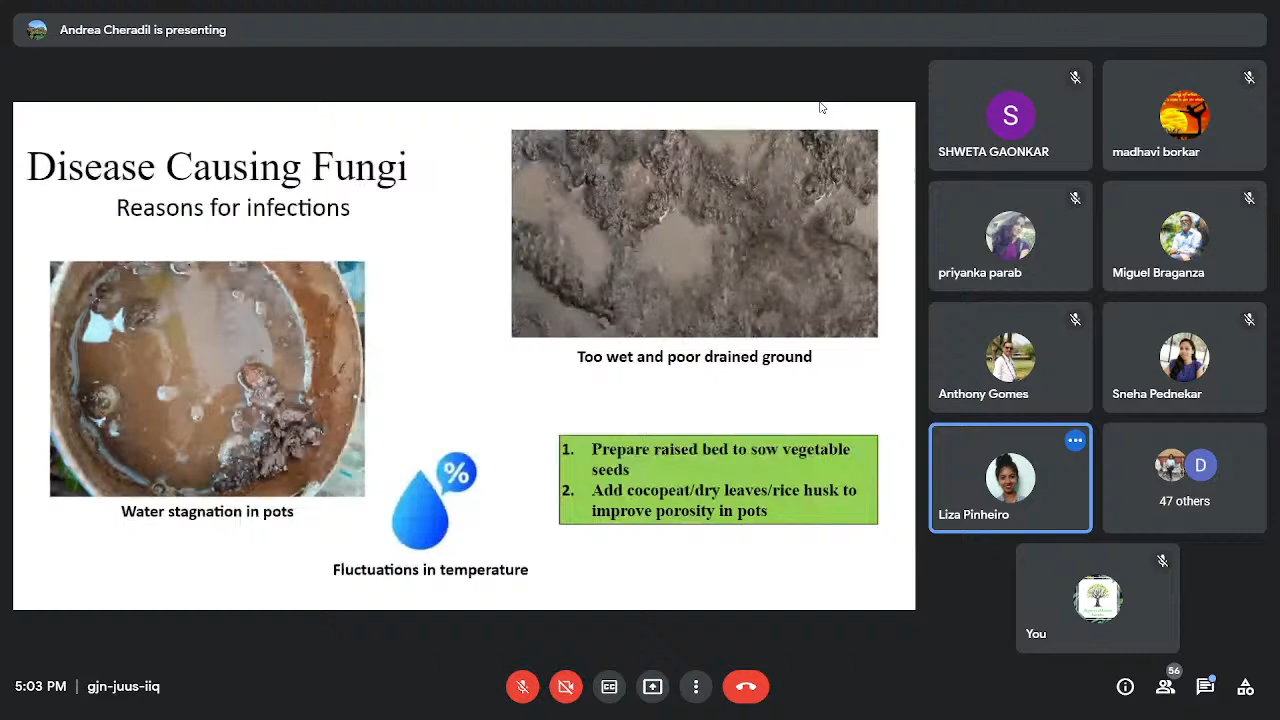 Andrea Cheradil is presenting
Disease Causing Fungi
Reasons for infections
Water stagnation in pots
%
Fluctuations in temperature
Too wet and poor drained ground
1. Prepare raised bed to sow vegetable
seeds
2. Add cocopeat/dry leaves/rice husk to
improve porosity in pots
S
SHWETA GAONKAR
madhavi borkar
priyanka parab
Miguel Braganza
Anthony Gomes
Sneha Pednekar
Liza Pinheiro
D
47 others
You
5:03 PM | gjn-juus-iiq
CC
56